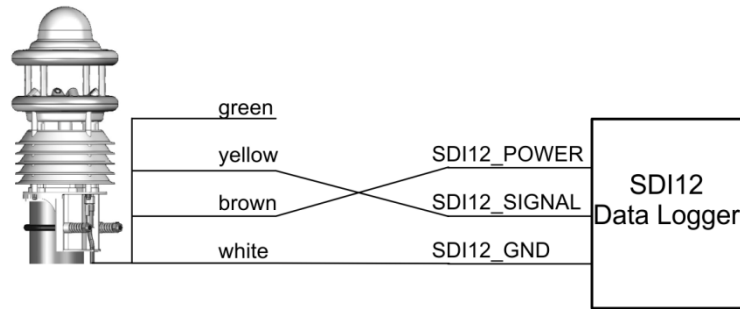 green
yellow
brown
white
SDI12_POWER
SDI12_SIGNAL
SDI12_GND
SDI12
Data Logger